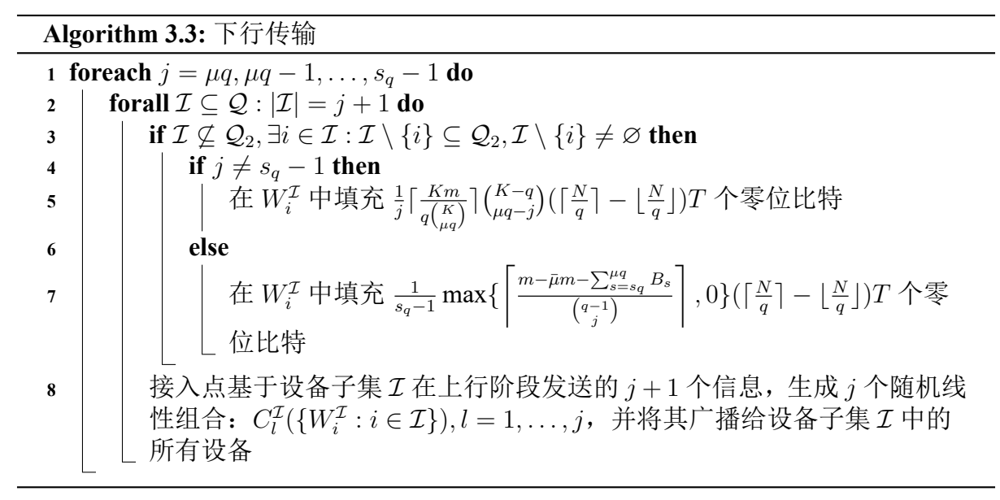 Algorithm 3.3: 下行传输
1 foreach $j = \mu q, \mu q - 1, \ldots, s_q - 1$ do
2 forall $\mathcal{I} \subseteq \mathcal{Q} : |\mathcal{I}| = j + 1$ do
3 if $\mathcal{I} \not\subseteq \mathcal{Q}_2, \exists i \in \mathcal{I} : \mathcal{I} \setminus \{i\} \subseteq \mathcal{Q}_2, \mathcal{I} \setminus \{i\} \neq \varnothing$ then
4 if $j \neq s_q - 1$ then
5 在 $W_i^{\mathcal{I}}$ 中填充 $\frac{1}{j} \lceil \frac{Km}{q\binom{K}{\mu q}} \rceil \binom{K-q}{\mu q-j} (\lceil \frac{N}{q} \rceil - \lfloor \frac{N}{q} \rfloor) T$ 个零位比特
6 else
7 在 $W_i^{\mathcal{I}}$ 中填充 $\frac{1}{s_q-1} \max\{ \left\lceil \frac{m - \bar{\mu} m - \sum_{s=s_q}^{\mu q} B_s}{\binom{q-1}{j}} \right\rceil, 0 \} (\lceil \frac{N}{q} \rceil - \lfloor \frac{N}{q} \rfloor) T$ 个零
位比特
8 接入点基于设备子集 $\mathcal{I}$ 在上行阶段发送的 $j + 1$ 个信息，生成 $j$ 个随机线
性组合：$C_l^{\mathcal{I}}(\{W_i^{\mathcal{I}} : i \in \mathcal{I}\}), l = 1, \ldots, j$，并将其广播给设备子集 $\mathcal{I}$ 中的
所有设备